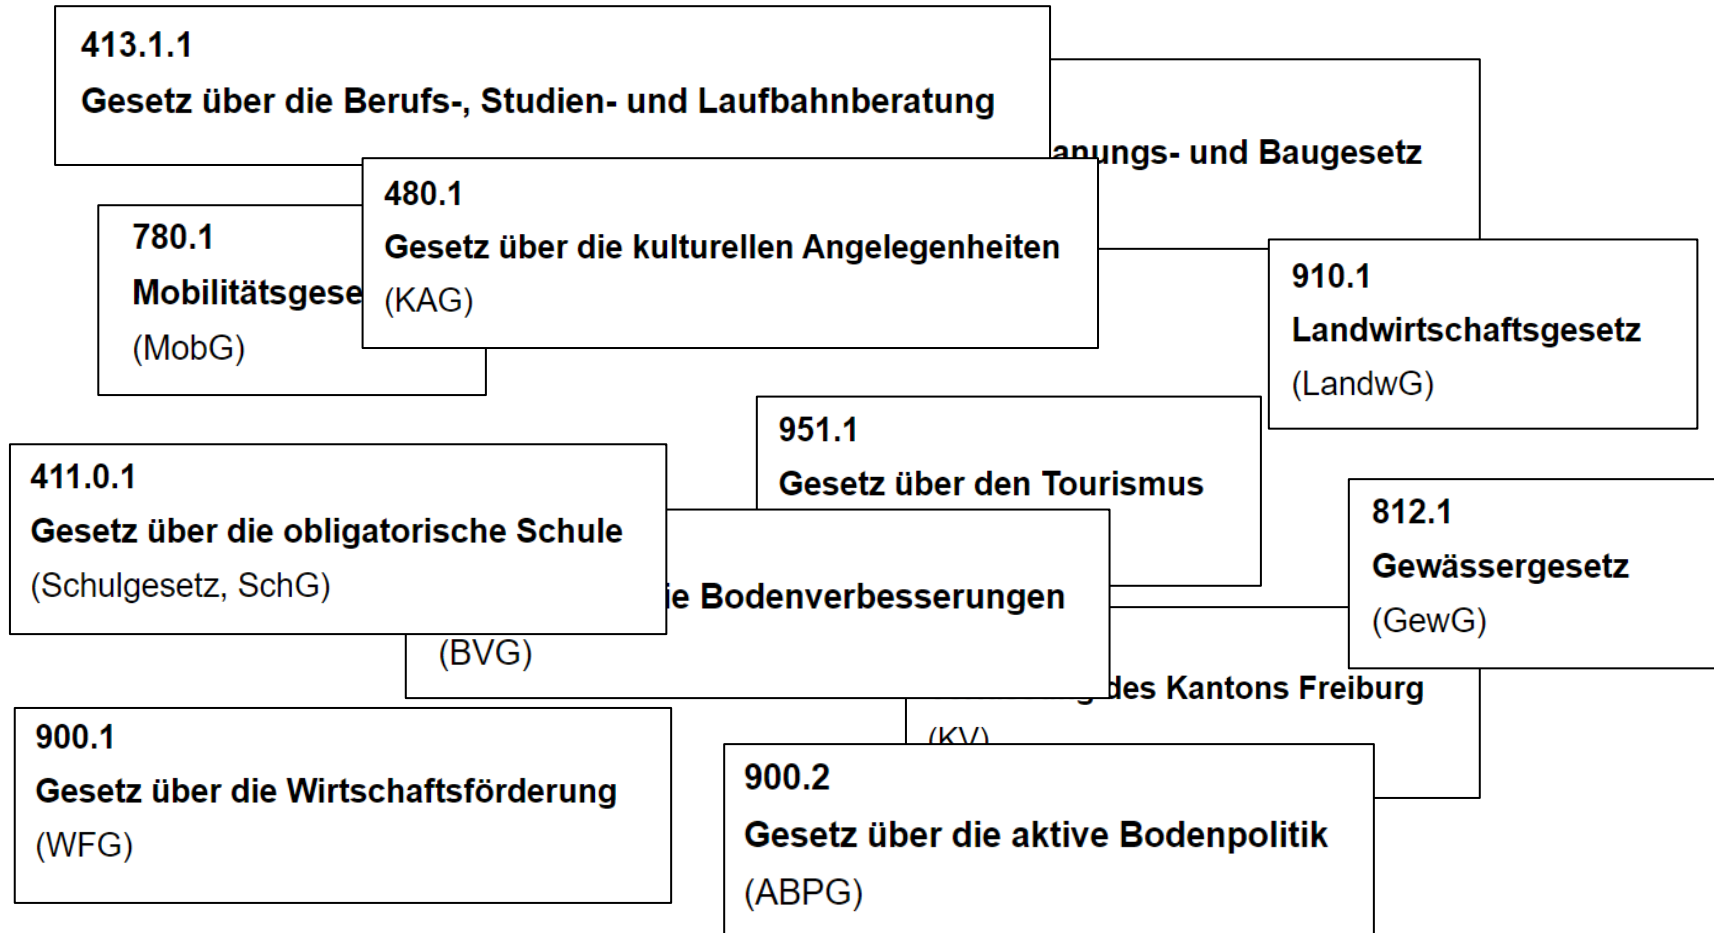 413.1.1
Gesetz über die Berufs-, Studien- und Laufbahnberatung
anungs- und Baugesetz
480.1
Gesetz über die kulturellen Angelegenheiten
(KAG)
780.1
Mobilitätsgese
(MobG)
910.1
Landwirtschaftsgesetz
(LandwG)
951.1
Gesetz über den Tourismus
411.0.1
Gesetz über die obligatorische Schule
(Schulgesetz, SchG)
812.1
Gewässergesetz
(GewG)
ie Bodenverbesserungen
(BVG)
des Kantons Freiburg
(KV)
900.1
Gesetz über die Wirtschaftsförderung
(WFG)
900.2
Gesetz über die aktive Bodenpolitik
(ABPG)